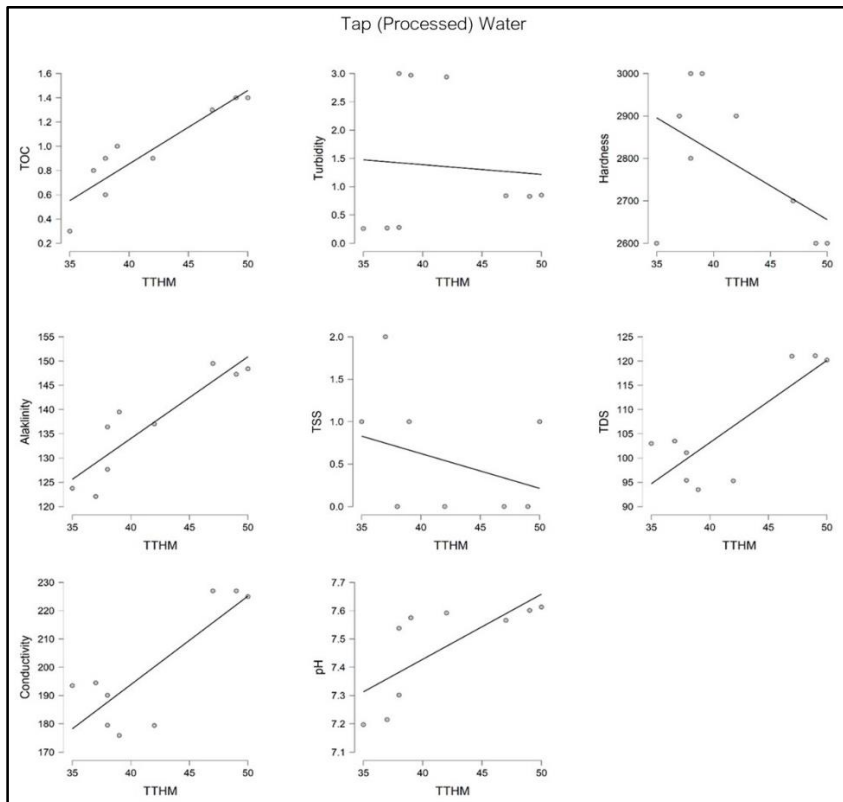 Tap (Processed) Water
TOC
1.6
1.4
1.2
1.0
0.8
0.6
0.4
0.2
35 40 45 50
TTHM
Turbidity
3.0
2.5
2.0
1.5
1.0
0.5
0.0
35 40 45 50
TTHM
Hardness
3000
2900
2800
2700
2600
35 40 45 50
TTHM
Alaklinity
155
150
145
140
135
130
125
120
35 40 45 50
TTHM
TSS
2.0
1.5
1.0
0.5
0.0
35 40 45 50
TTHM
TDS
125
120
115
110
105
100
95
90
35 40 45 50
TTHM
Conductivity
230
220
210
200
190
180
170
35 40 45 50
TTHM
pH
7.7
7.6
7.5
7.4
7.3
7.2
7.1
35 40 45 50
TTHM